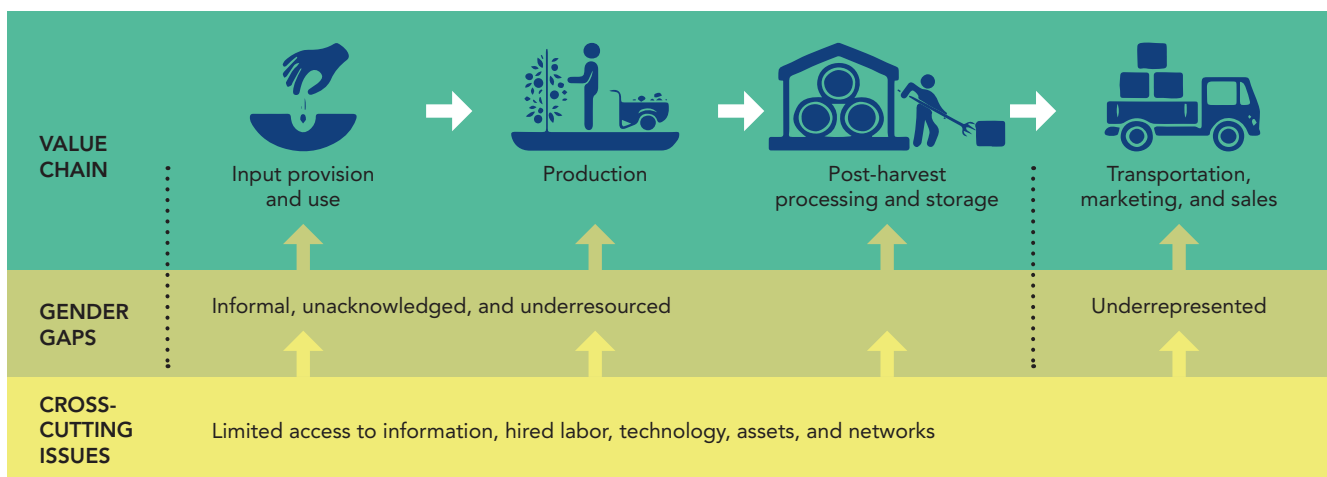 VALUE
CHAIN
Input provision
and use
Production
Post-harvest
processing and storage
Transportation,
marketing, and sales
GENDER
GAPS
Informal, unacknowledged, and underresourced
Underrepresented
CROSS-
CUTTING
ISSUES
Limited access to information, hired labor, technology, assets, and networks